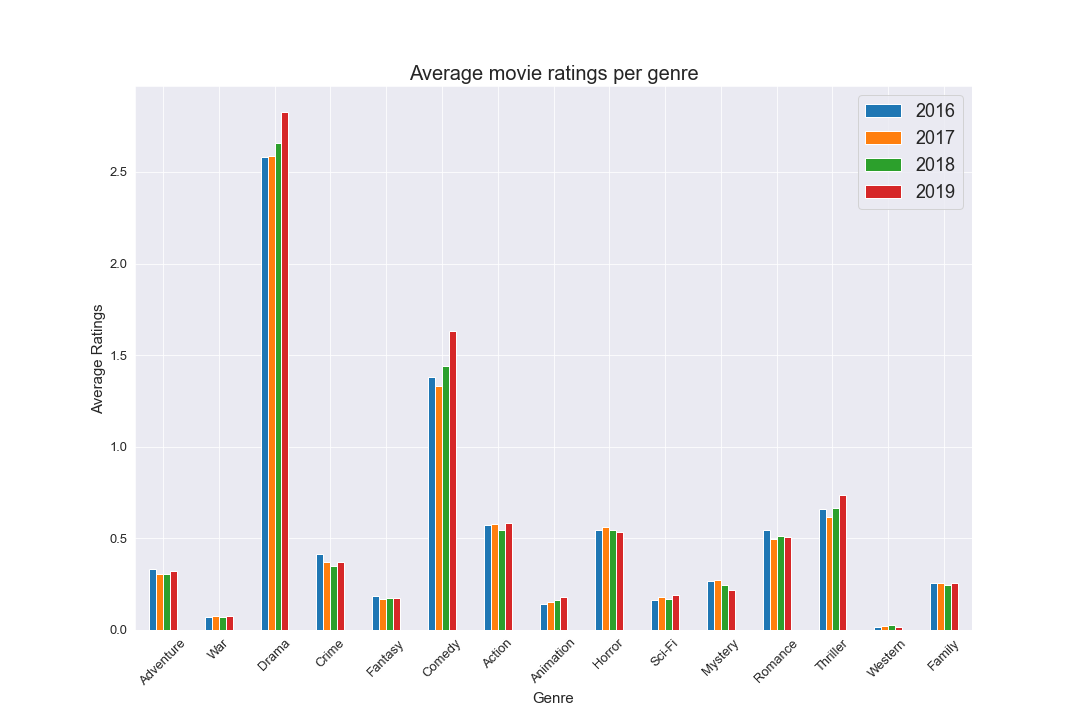 Average movie ratings per genre
2016
2017
2018
2019
2.5
2.0
1.5
1.0
0.5
0.0
Average Ratings
Adventure
War
Drama
Crime
Fantasy
Comedy
Action
Animation
Horror
Sci-Fi
Mystery
Romance
Thriller
Western
Family
Genre